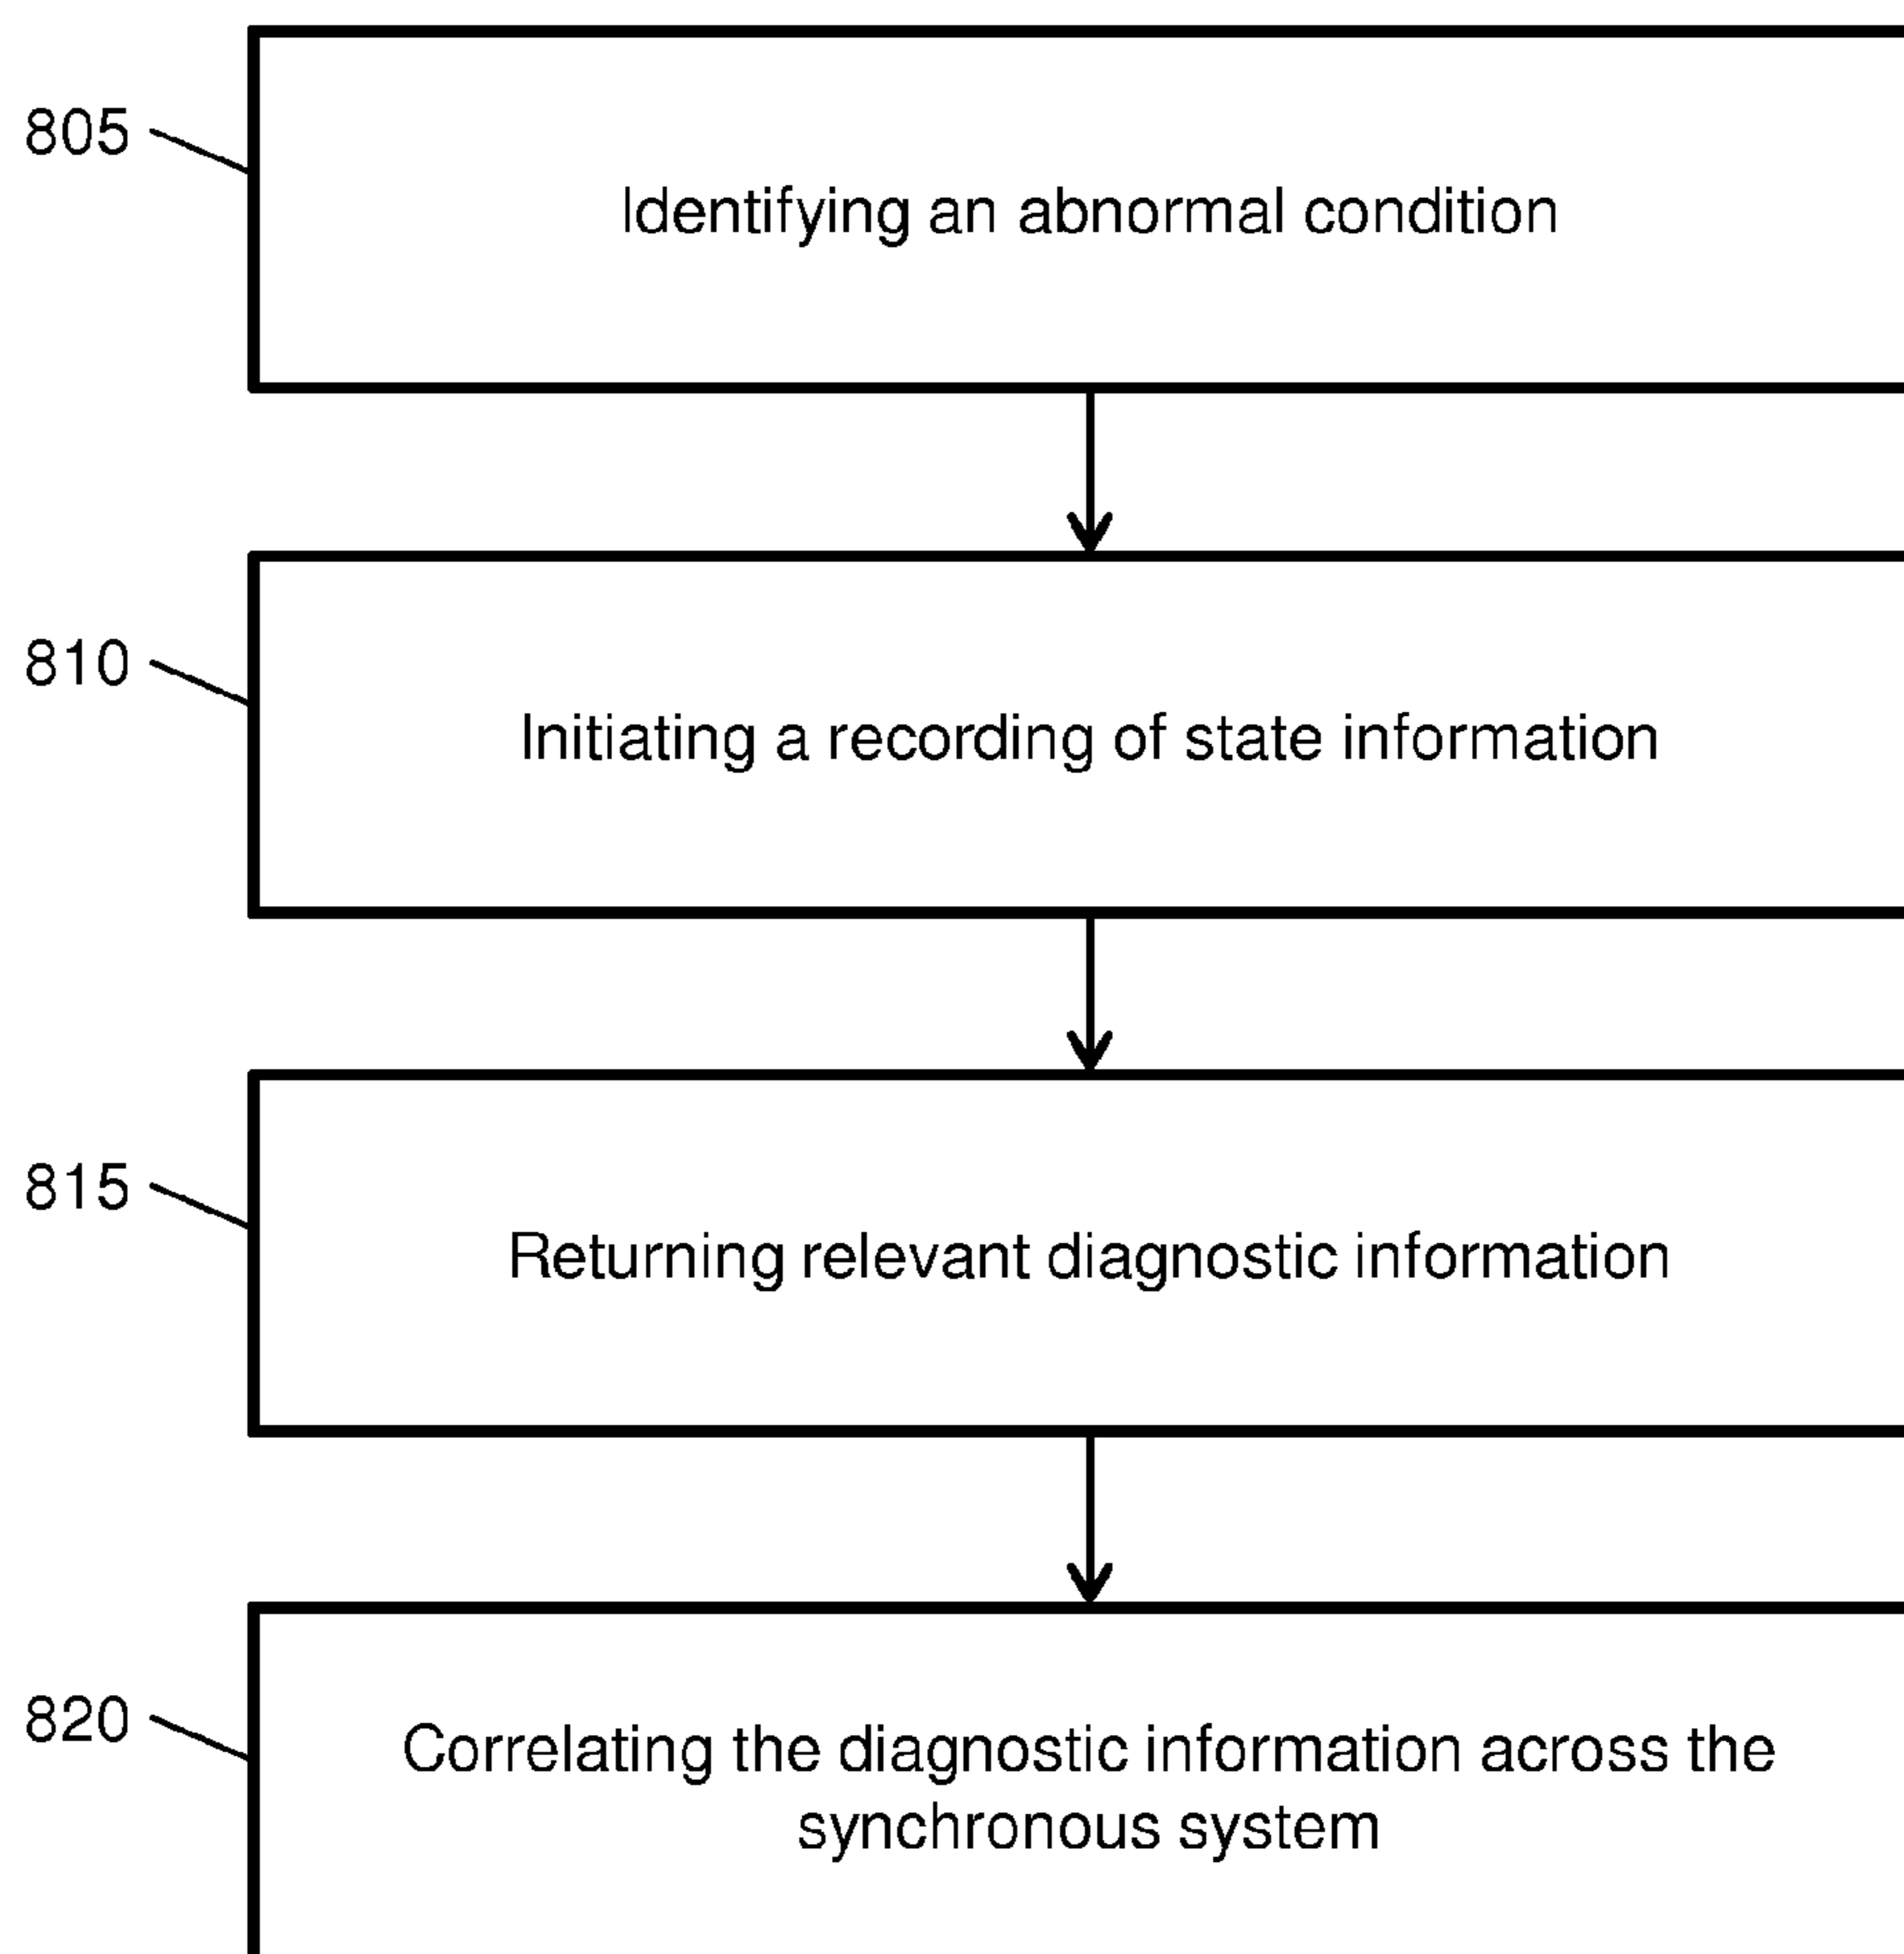 805
Identifying an abnormal condition
810
Initiating a recording of state information
815
Returning relevant diagnostic information
820
Correlating the diagnostic information across the
synchronous system